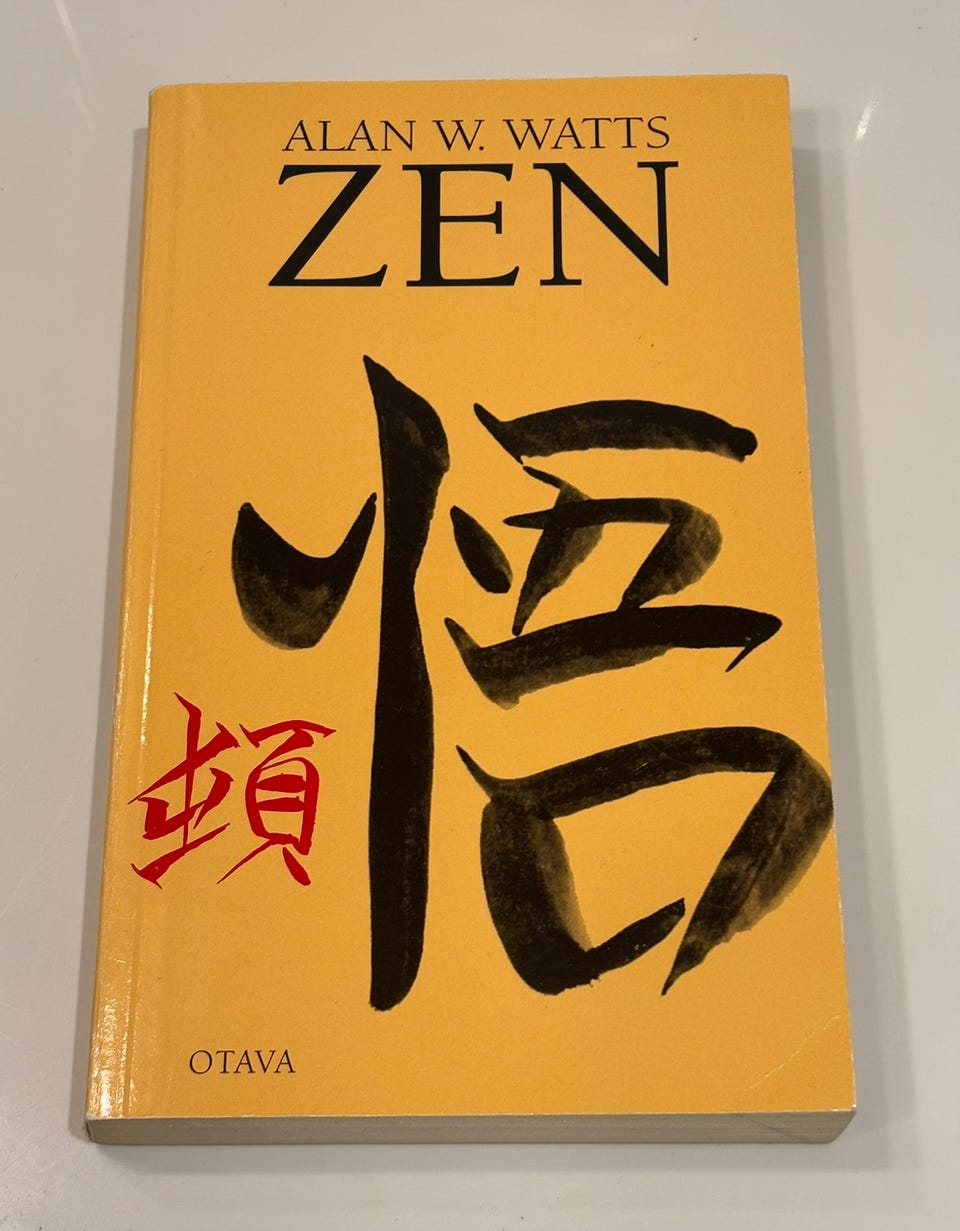 ALAN W. WATTS
ZEN
悟
頓
OTAVA